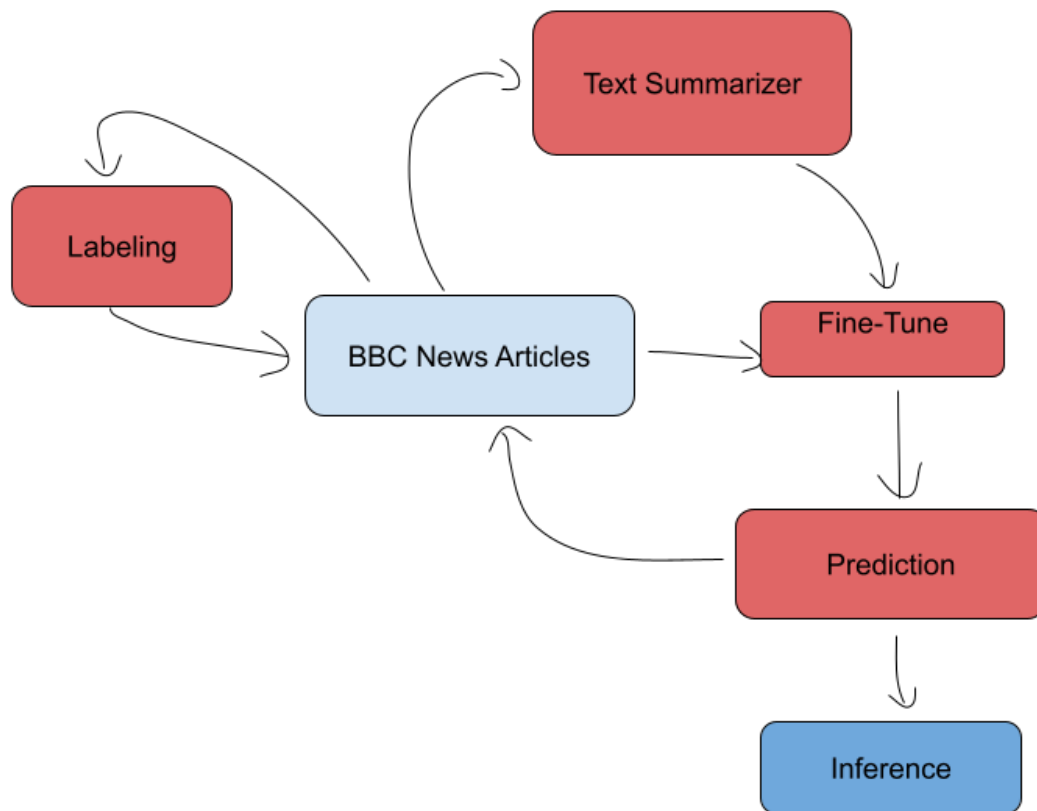 Text Summarizer
Labeling
BBC News Articles
Fine-Tune
Prediction
Inference